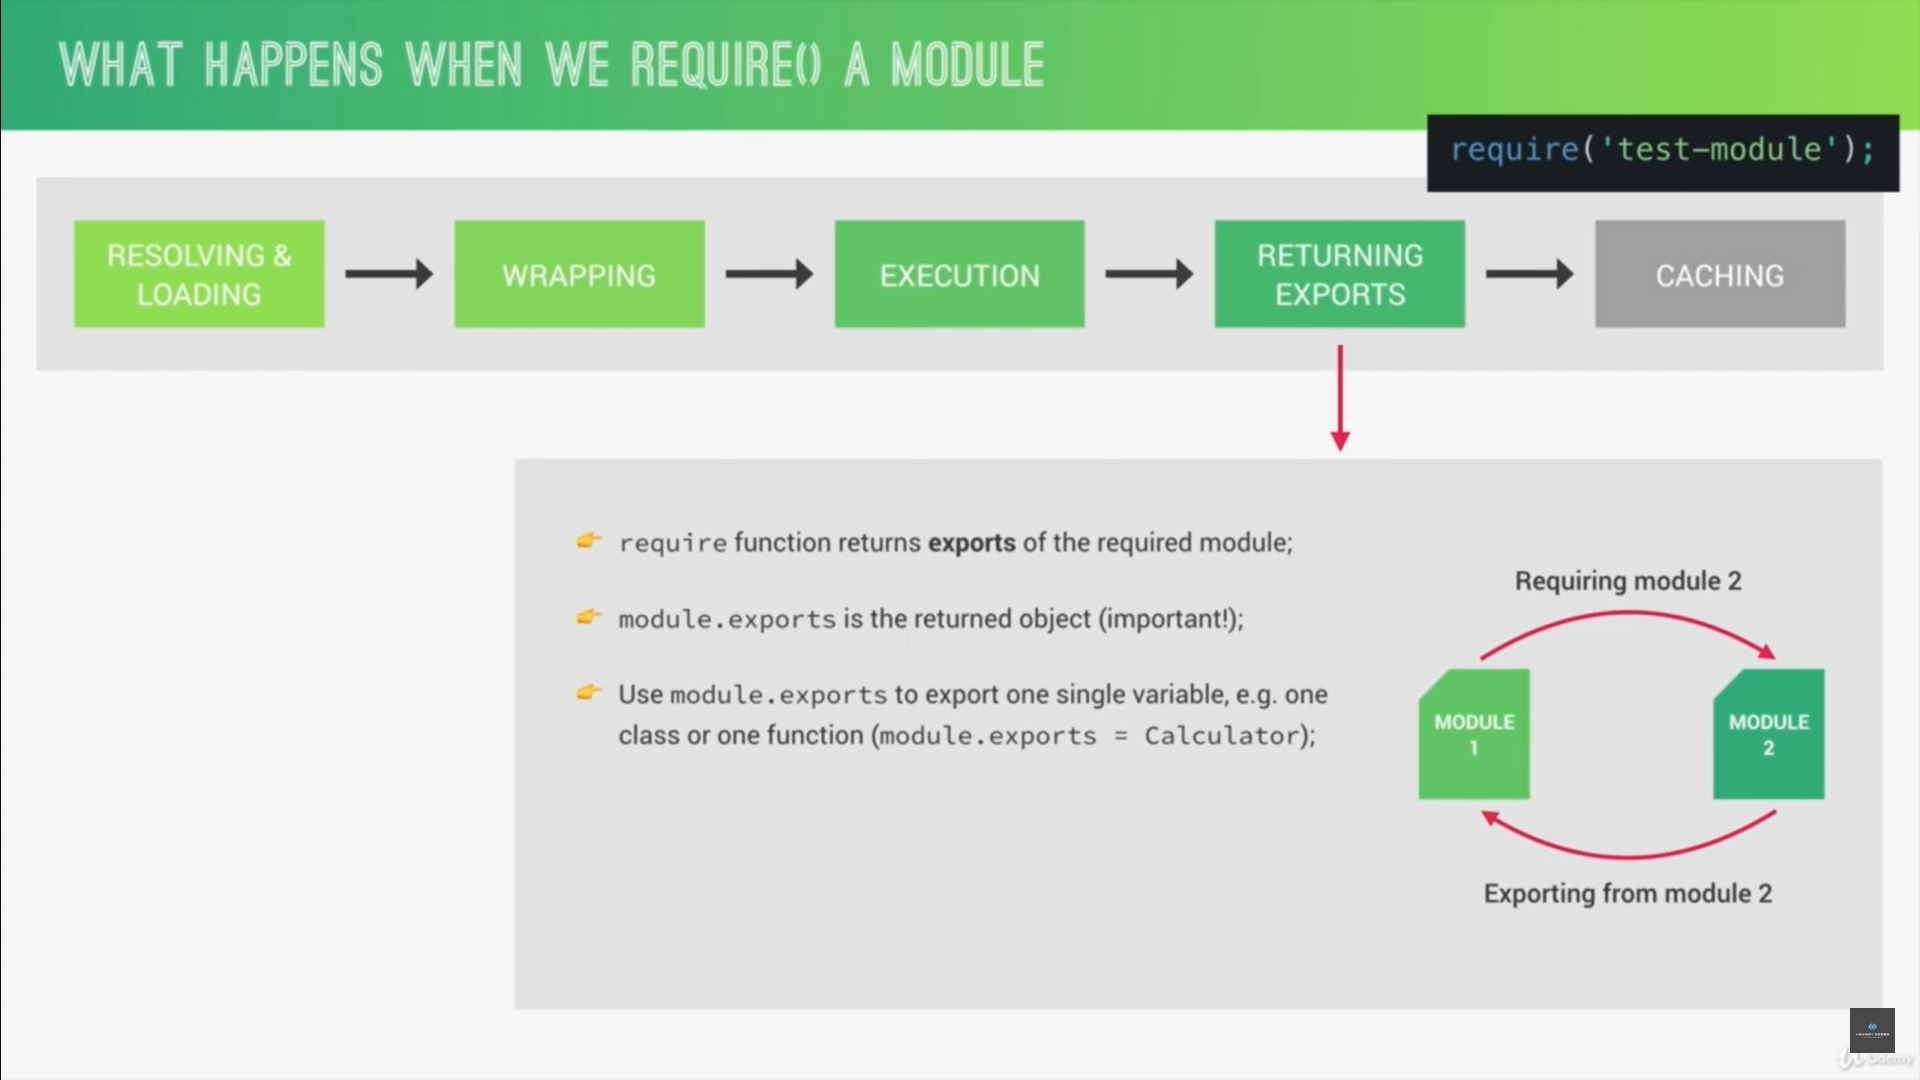 WHAT HAPPENS WHEN WE REQUIRE() A MODULE
require('test-module');
RESOLVING &
LOADING
WRAPPING
EXECUTION
RETURNING
EXPORTS
CACHING
require function returns exports of the required module;
module.exports is the returned object (important!);
Use module.exports to export one single variable, e.g. one
class or one function (module.exports = Calculator);
Requiring module 2
MODULE
1
MODULE
2
Exporting from module 2
Udemy